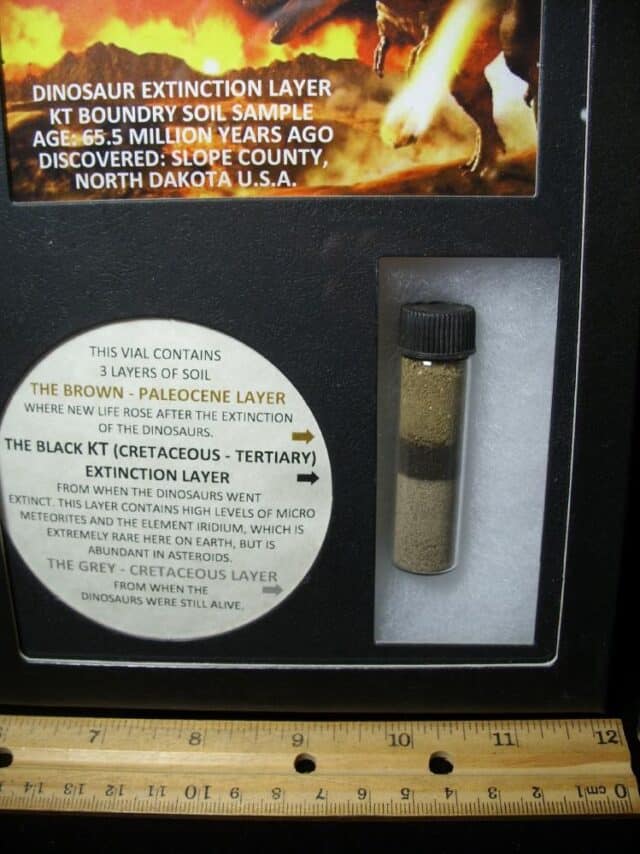 DINOSAUR EXTINCTION LAYER
KT BOUNDRY SOIL SAMPLE
AGE: 65.5 MILLION YEARS AGO
DISCOVERED: SLOPE COUNTY,
NORTH DAKOTA U.S.A.
THIS VIAL CONTAINS
3 LAYERS OF SOIL
THE BROWN - PALEOCENE LAYER
WHERE NEW LIFE ROSE AFTER THE EXTINCTION
OF THE DINOSAURS.
THE BLACK KT (CRETACEOUS - TERTIARY)
EXTINCTION LAYER
FROM WHEN THE DINOSAURS WENT
EXTINCT. THIS LAYER CONTAINS HIGH LEVELS OF MICRO
METEORITES AND THE ELEMENT IRIDIUM, WHICH IS
EXTREMELY RARE HERE ON EARTH, BUT IS
ABUNDANT IN ASTEROIDS.
THE GREY - CRETACEOUS LAYER
FROM WHEN THE
DINOSAURS WERE STILL ALIVE.
7 8 9 10 11 12
14 13 12 11 10 9 8 7 6 5 4 3 2 1 cm 0